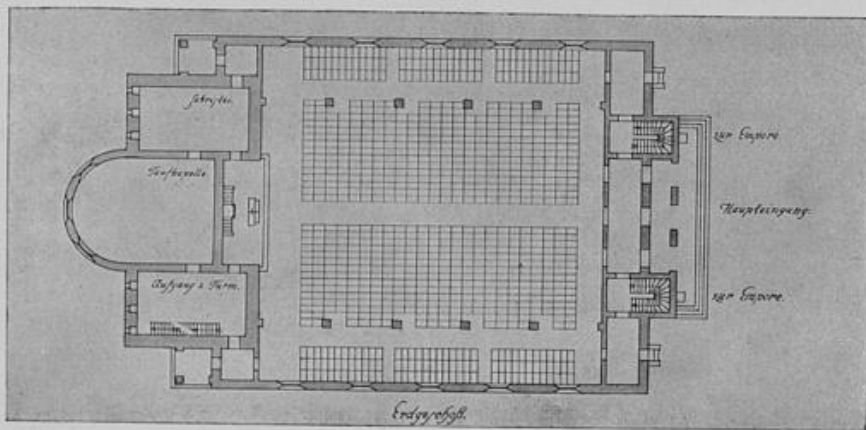 Sakristei.
zur Empore
Taufkapelle
Haupteingang.
Aufgang z. Turm.
zur Empore.
Erdgeschoß.